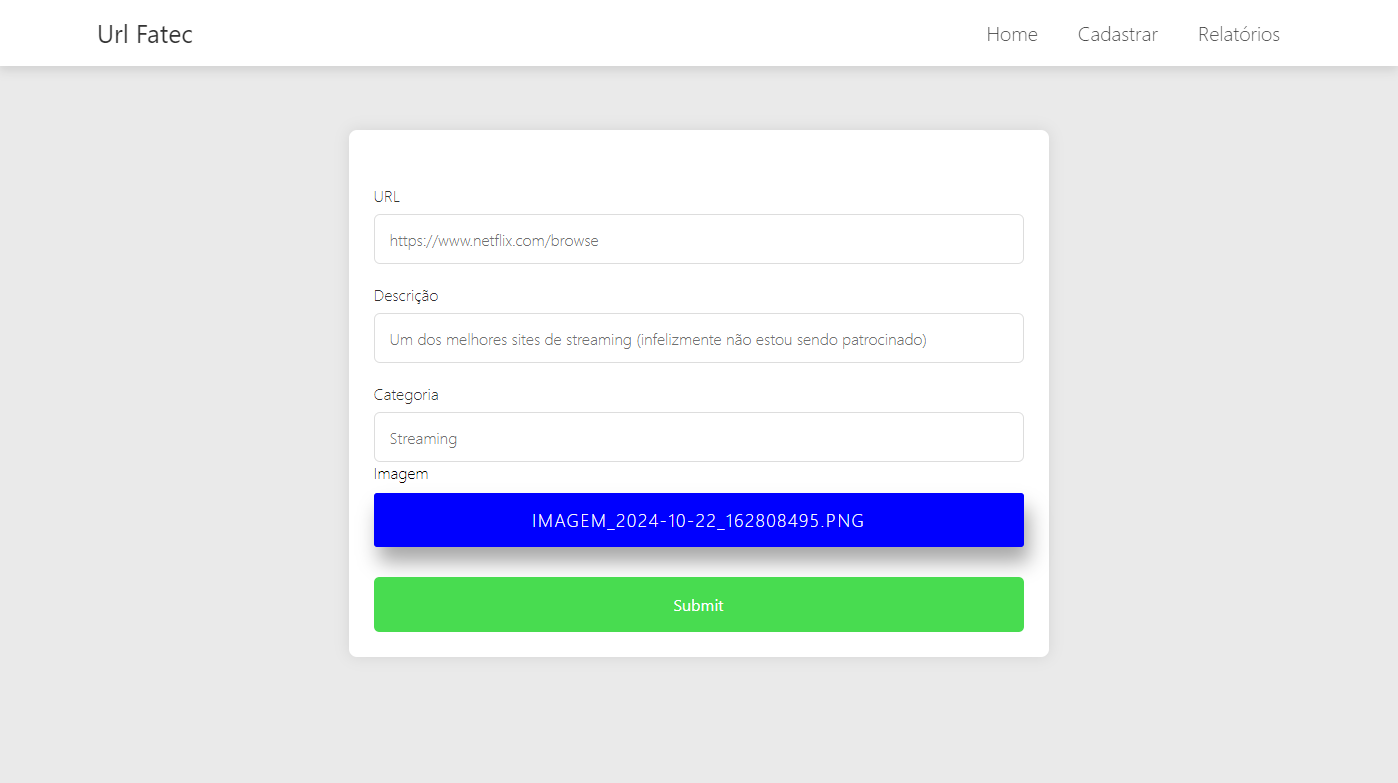 Url Fatec
Home Cadastrar Relatórios
URL
https://www.netflix.com/browse
Descrição
Um dos melhores sites de streaming (infelizmente não estou sendo patrocinado)
Categoria
Streaming
Imagem
IMAGEM_2024-10-22_162808495.PNG
Submit